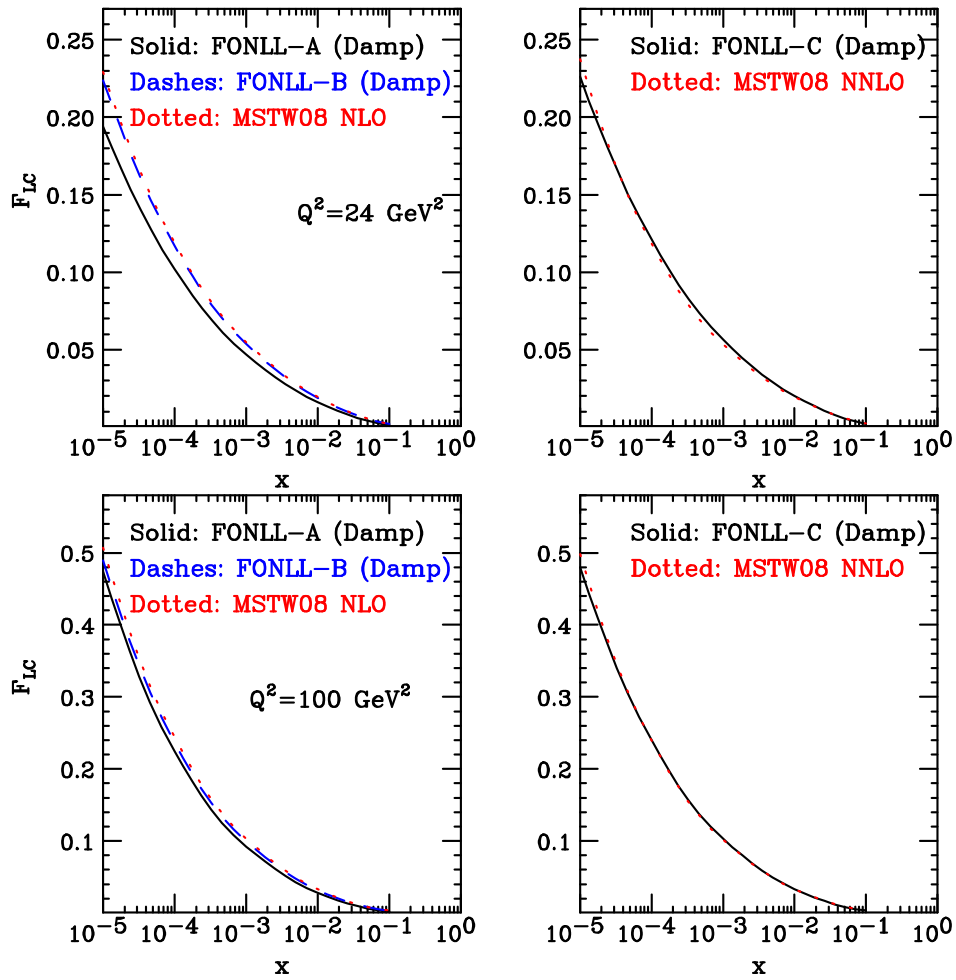 0.25
0.20
0.15
0.10
0.05
F_LC
Solid: FONLL-A (Damp)
Dashes: FONLL-B (Damp)
Dotted: MSTW08 NLO
Q²=24 GeV²
10⁻⁵ 10⁻⁴ 10⁻³ 10⁻² 10⁻¹ 10⁰
x
0.25
0.20
0.15
0.10
0.05
Solid: FONLL-C (Damp)
Dotted: MSTW08 NNLO
10⁻⁵ 10⁻⁴ 10⁻³ 10⁻² 10⁻¹ 10⁰
x
0.5
0.4
0.3
0.2
0.1
F_LC
Solid: FONLL-A (Damp)
Dashes: FONLL-B (Damp)
Dotted: MSTW08 NLO
Q²=100 GeV²
10⁻⁵ 10⁻⁴ 10⁻³ 10⁻² 10⁻¹ 10⁰
x
0.5
0.4
0.3
0.2
0.1
Solid: FONLL-C (Damp)
Dotted: MSTW08 NNLO
10⁻⁵ 10⁻⁴ 10⁻³ 10⁻² 10⁻¹ 10⁰
x